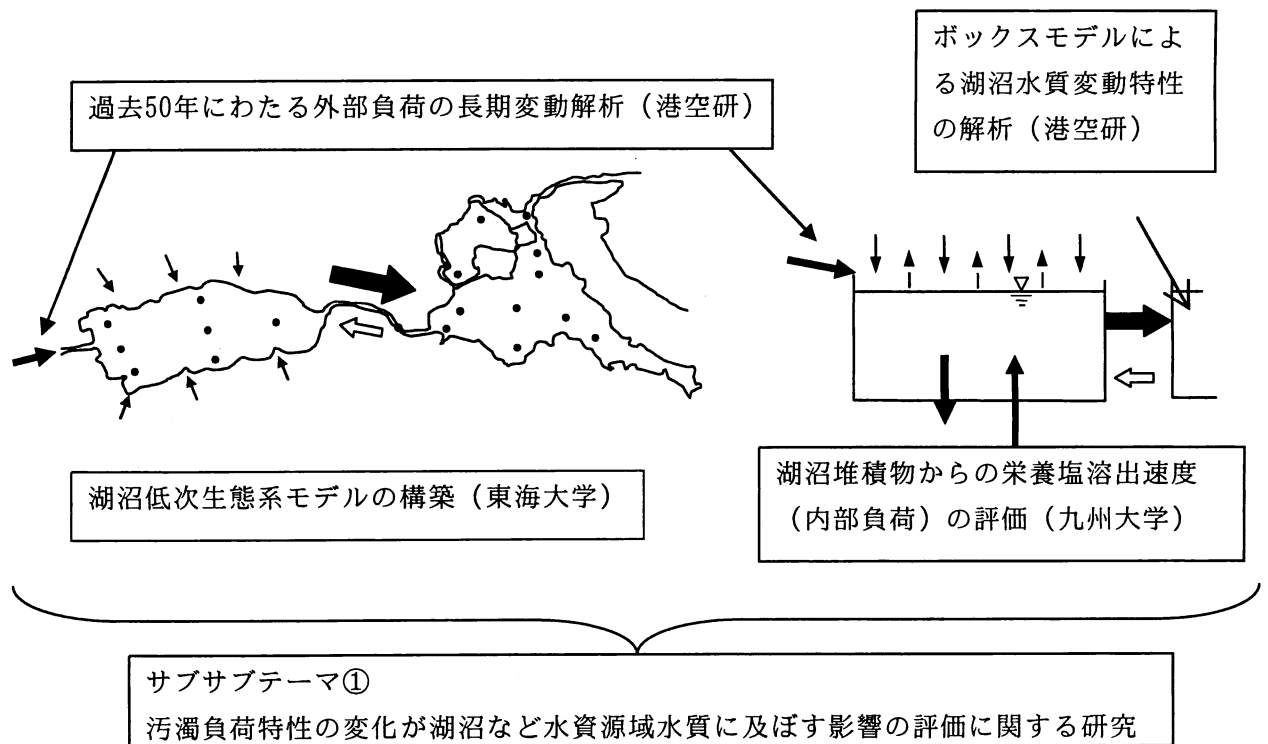 ボックスモデルによ
る湖沼水質変動特性
の解析（港空研）
過去50年にわたる外部負荷の長期変動解析（港空研）
湖沼低次生態系モデルの構築（東海大学）
湖沼堆積物からの栄養塩溶出速度
（内部負荷）の評価（九州大学）
サブサブテーマ①
汚濁負荷特性の変化が湖沼など水資源域水質に及ぼす影響の評価に関する研究